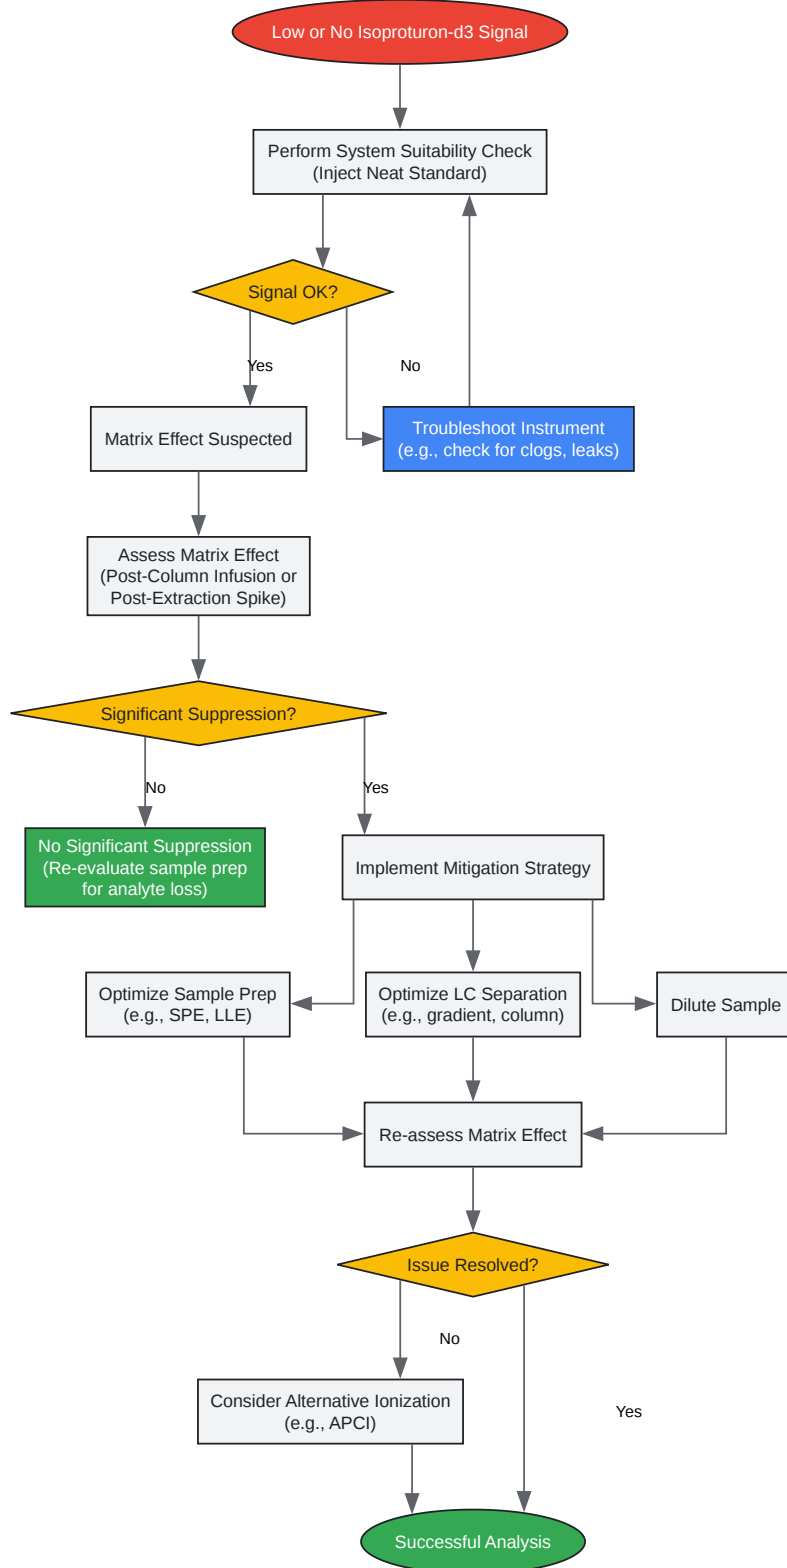 Low or No Isoproturon-d3 Signal
Perform System Suitability Check
(Inject Neat Standard)
Signal OK?
Yes
No
Matrix Effect Suspected
Troubleshoot Instrument
(e.g., check for clogs, leaks)
Assess Matrix Effect
(Post-Column Infusion or
Post-Extraction Spike)
Significant Suppression?
No
Yes
No Significant Suppression
(Re-evaluate sample prep
for analyte loss)
Implement Mitigation Strategy
Optimize Sample Prep
(e.g., SPE, LLE)
Optimize LC Separation
(e.g., gradient, column)
Dilute Sample
Re-assess Matrix Effect
Issue Resolved?
No
Consider Alternative Ionization
(e.g., APCI)
Yes
Successful Analysis